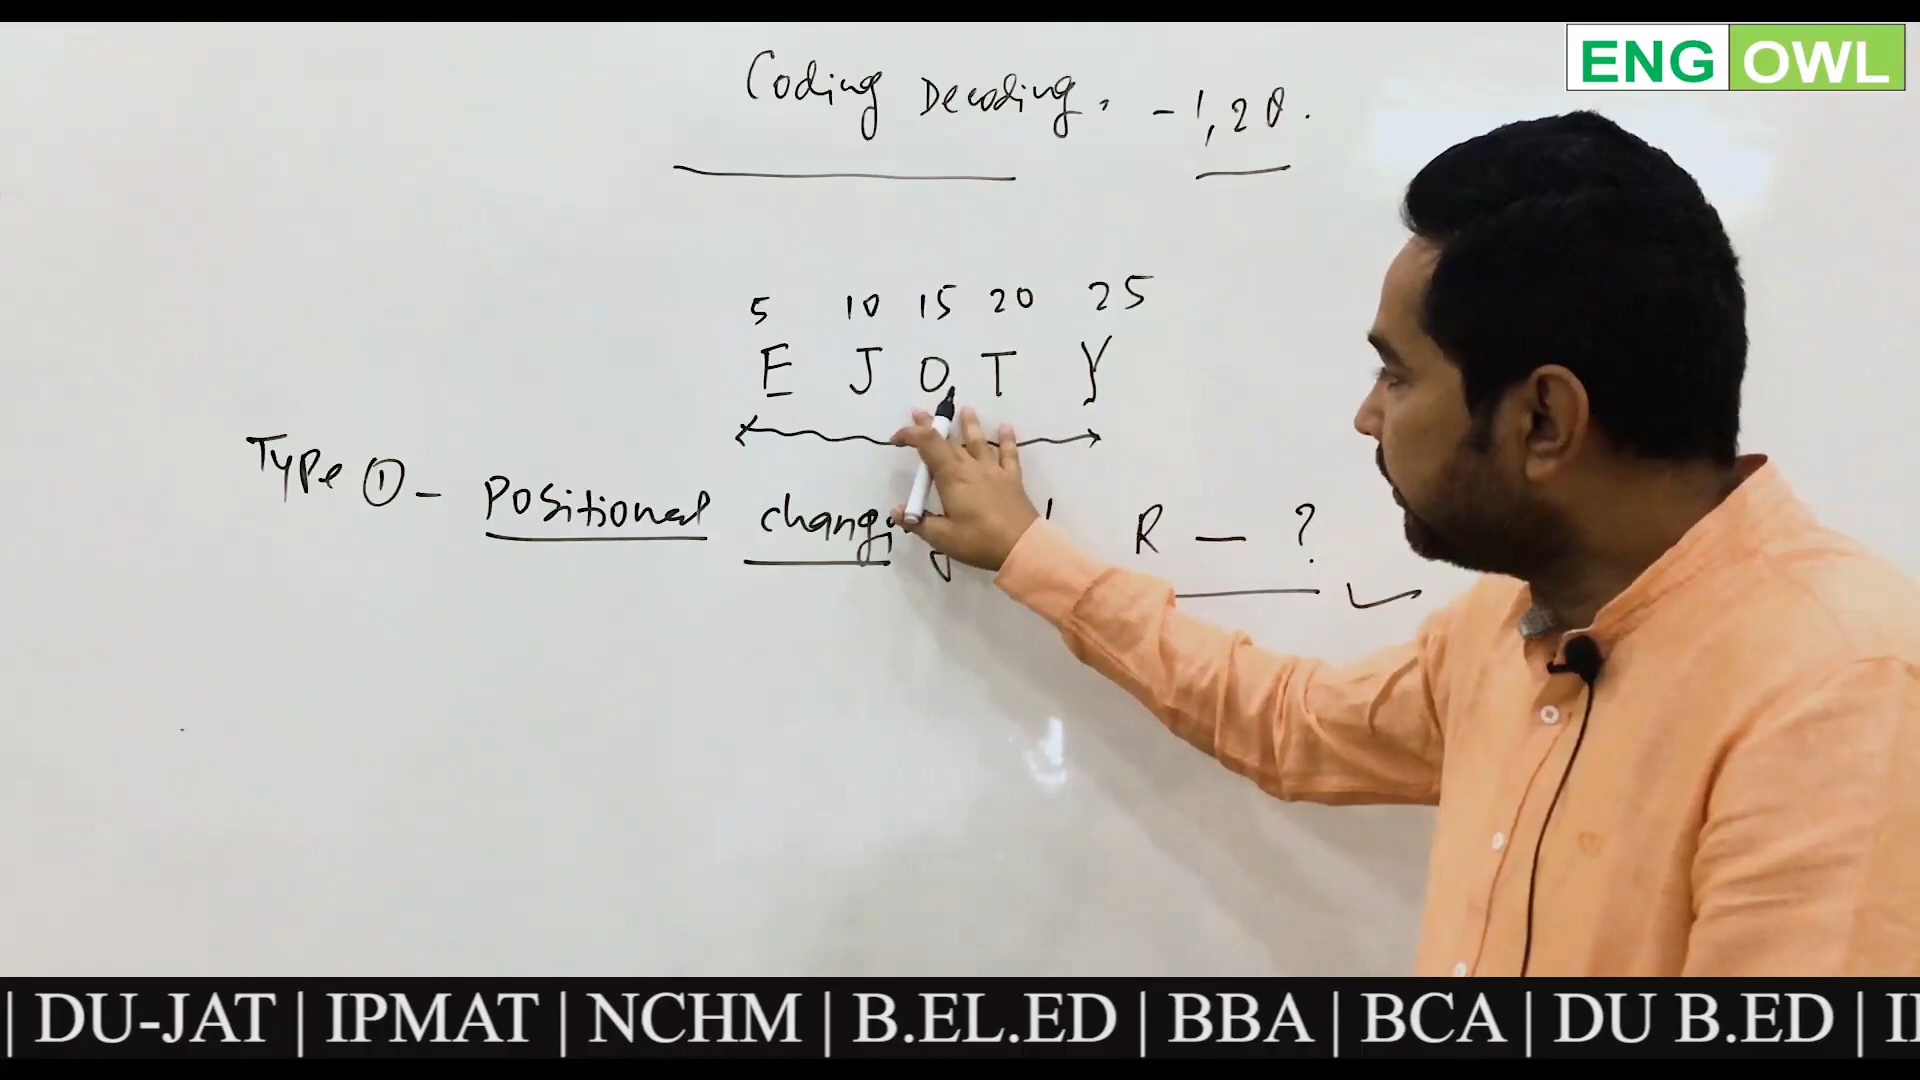 ENG OWL
Coding Decoding. - 1, 2 Q.
5 10 15 20 25
E J O T Y
Type ① - Positional
R — ?
| DU-JAT | IPMAT | NCHM | B.EL.ED | BBA | BCA | DU B.ED |